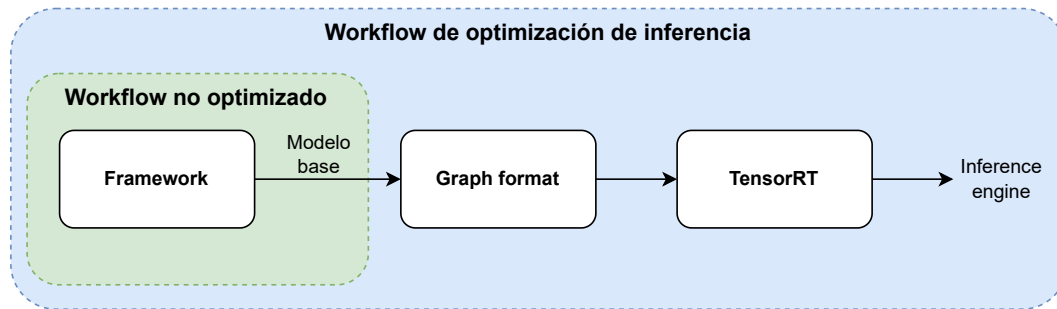 Workflow de optimización de inferencia
Workflow no optimizado
Framework
Modelo
base
Graph format
TensorRT
Inference
engine